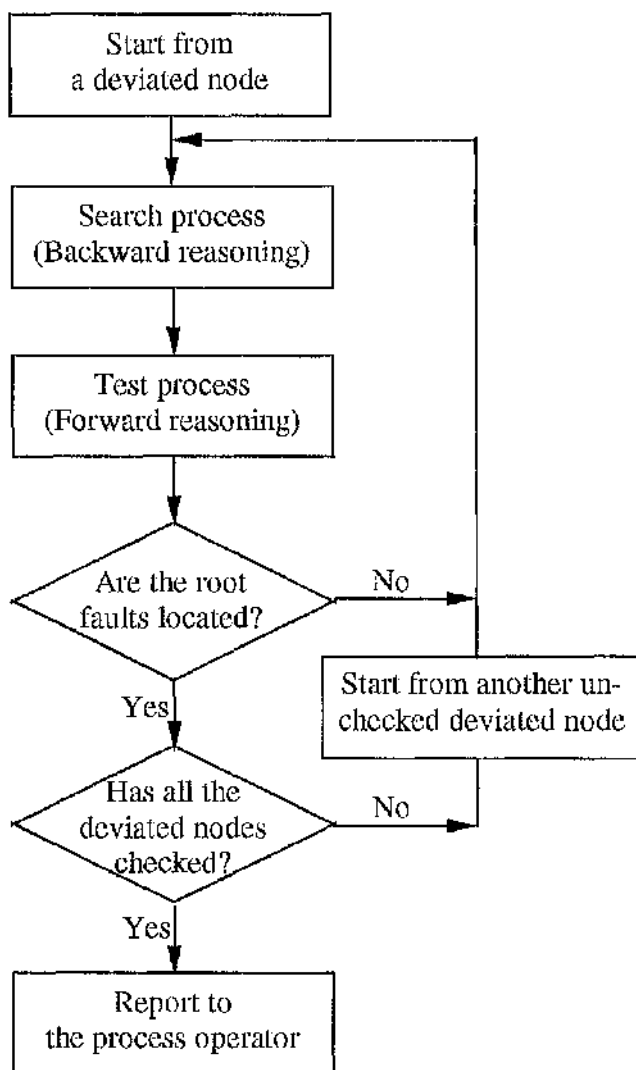 Start from
a deviated node
Search process
(Backward reasoning)
Test process
(Forward reasoning)
Are the root
faults located?
No
Yes
Start from another un-
checked deviated node
Has all the
deviated nodes
checked?
No
Yes
Report to
the process operator